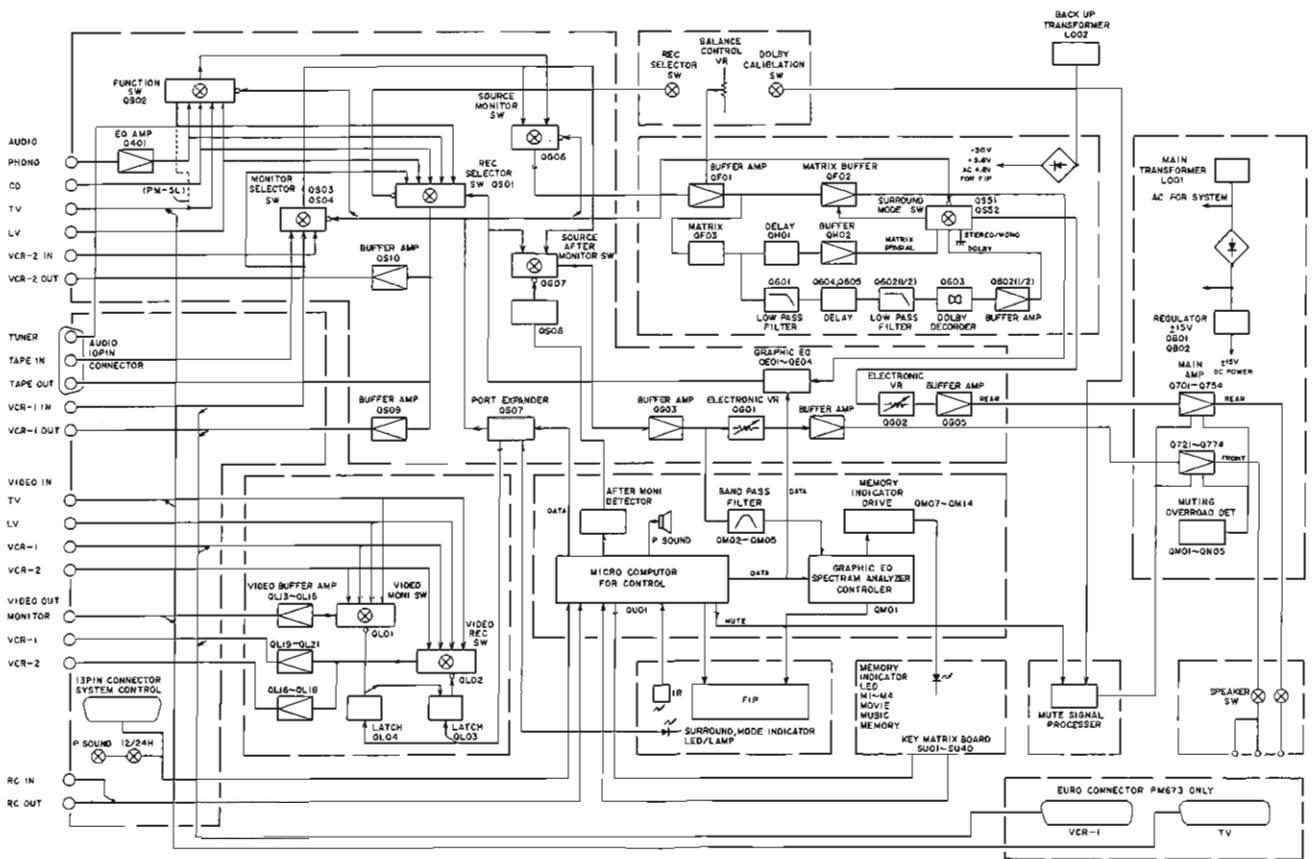 BACK UP
TRANSFORMER
L002
FUNCTION
SW
QS02
REC
SELECTOR
SW
BALANCE
CONTROL
VR
DOLBY
CALIBLATION
SW
SOURCE
MONITOR
SW
QG06
AUDIO
PHONO
EQ AMP
Q401
CD
(PM-5L)
TV
LV
VCR-2 IN
VCR-2 OUT
MONITOR
SELECTOR
SW
QS03
QS04
REC
SELECTOR
SW QS01
BUFFER AMP
QS10
SOURCE
AFTER
MONITOR SW
QG07
QS08
BUFFER AMP
QF01
MATRIX BUFFER
QF02
-30V
+5.6V
AC 4.8V
FOR FIP
SURROUND
MODE SW
QS51
QS52
STEREO/MONO
DOLBY
MATRIX
SPASIAL
MATRIX
QF03
DELAY
QH01
BUFFER
QH02
Q601
LOW PASS
FILTER
Q604,Q605
DELAY
Q602(1/2)
LOW PASS
FILTER
Q603
DOLBY
DECORDER
Q602(1/2)
BUFFER AMP
MAIN
TRANSFORMER
L001
AC FOR SYSTEM
REGULATOR
±15V
Q801
Q802
±15V
DC POWER
MAIN
AMP
Q701~Q754
REAR
Q721~Q774
FRONT
MUTING
OVERROAD DET
QN01~QN05
TUNER
TAPE IN
TAPE OUT
AUDIO
10PIN
CONNECTOR
VCR-1 IN
VCR-1 OUT
BUFFER AMP
QS09
PORT EXPANDER
QS07
GRAPHIC EQ
QE01~QE04
BUFFER AMP
QG03
ELECTRONIC VR
QG01
BUFFER AMP
ELECTRONIC
VR
QG02
BUFFER AMP
QG05
REAR
VIDEO IN
TV
LV
VCR-1
VCR-2
VIDEO OUT
MONITOR
VCR-1
VCR-2
VIDEO BUFFER AMP
QL13~QL15
VIDEO
MONI SW
QL01
QL19~QL21
VIDEO
REC
SW
QL02
QL16~QL18
LATCH
QL04
LATCH
QL03
DATA
AFTER MONI
DETECTOR
P SOUND
BAND PASS
FILTER
QM02~QM05
DATA
MEMORY
INDICATOR
DRIVE
QM07~QM14
MICRO COMPUTOR
FOR CONTROL
QU01
DATA
GRAPHIC EQ
SPECTRAM ANALYZER
CONTROLER
QM01
MUTE
13PIN CONNECTOR
SYSTEM CONTROL
P SOUND
12/24H
RC IN
RC OUT
IR
FIP
SURROUND,MODE INDICATOR
LED/LAMP
MEMORY
INDICATOR
LED
M1~M4
MOVIE
MUSIC
MEMORY
KEY MATRIX BOARD
SU01~SU40
MUTE SIGNAL
PROCESSER
SPEAKER
SW
EURO CONNECTOR PM673 ONLY
VCR-1
TV